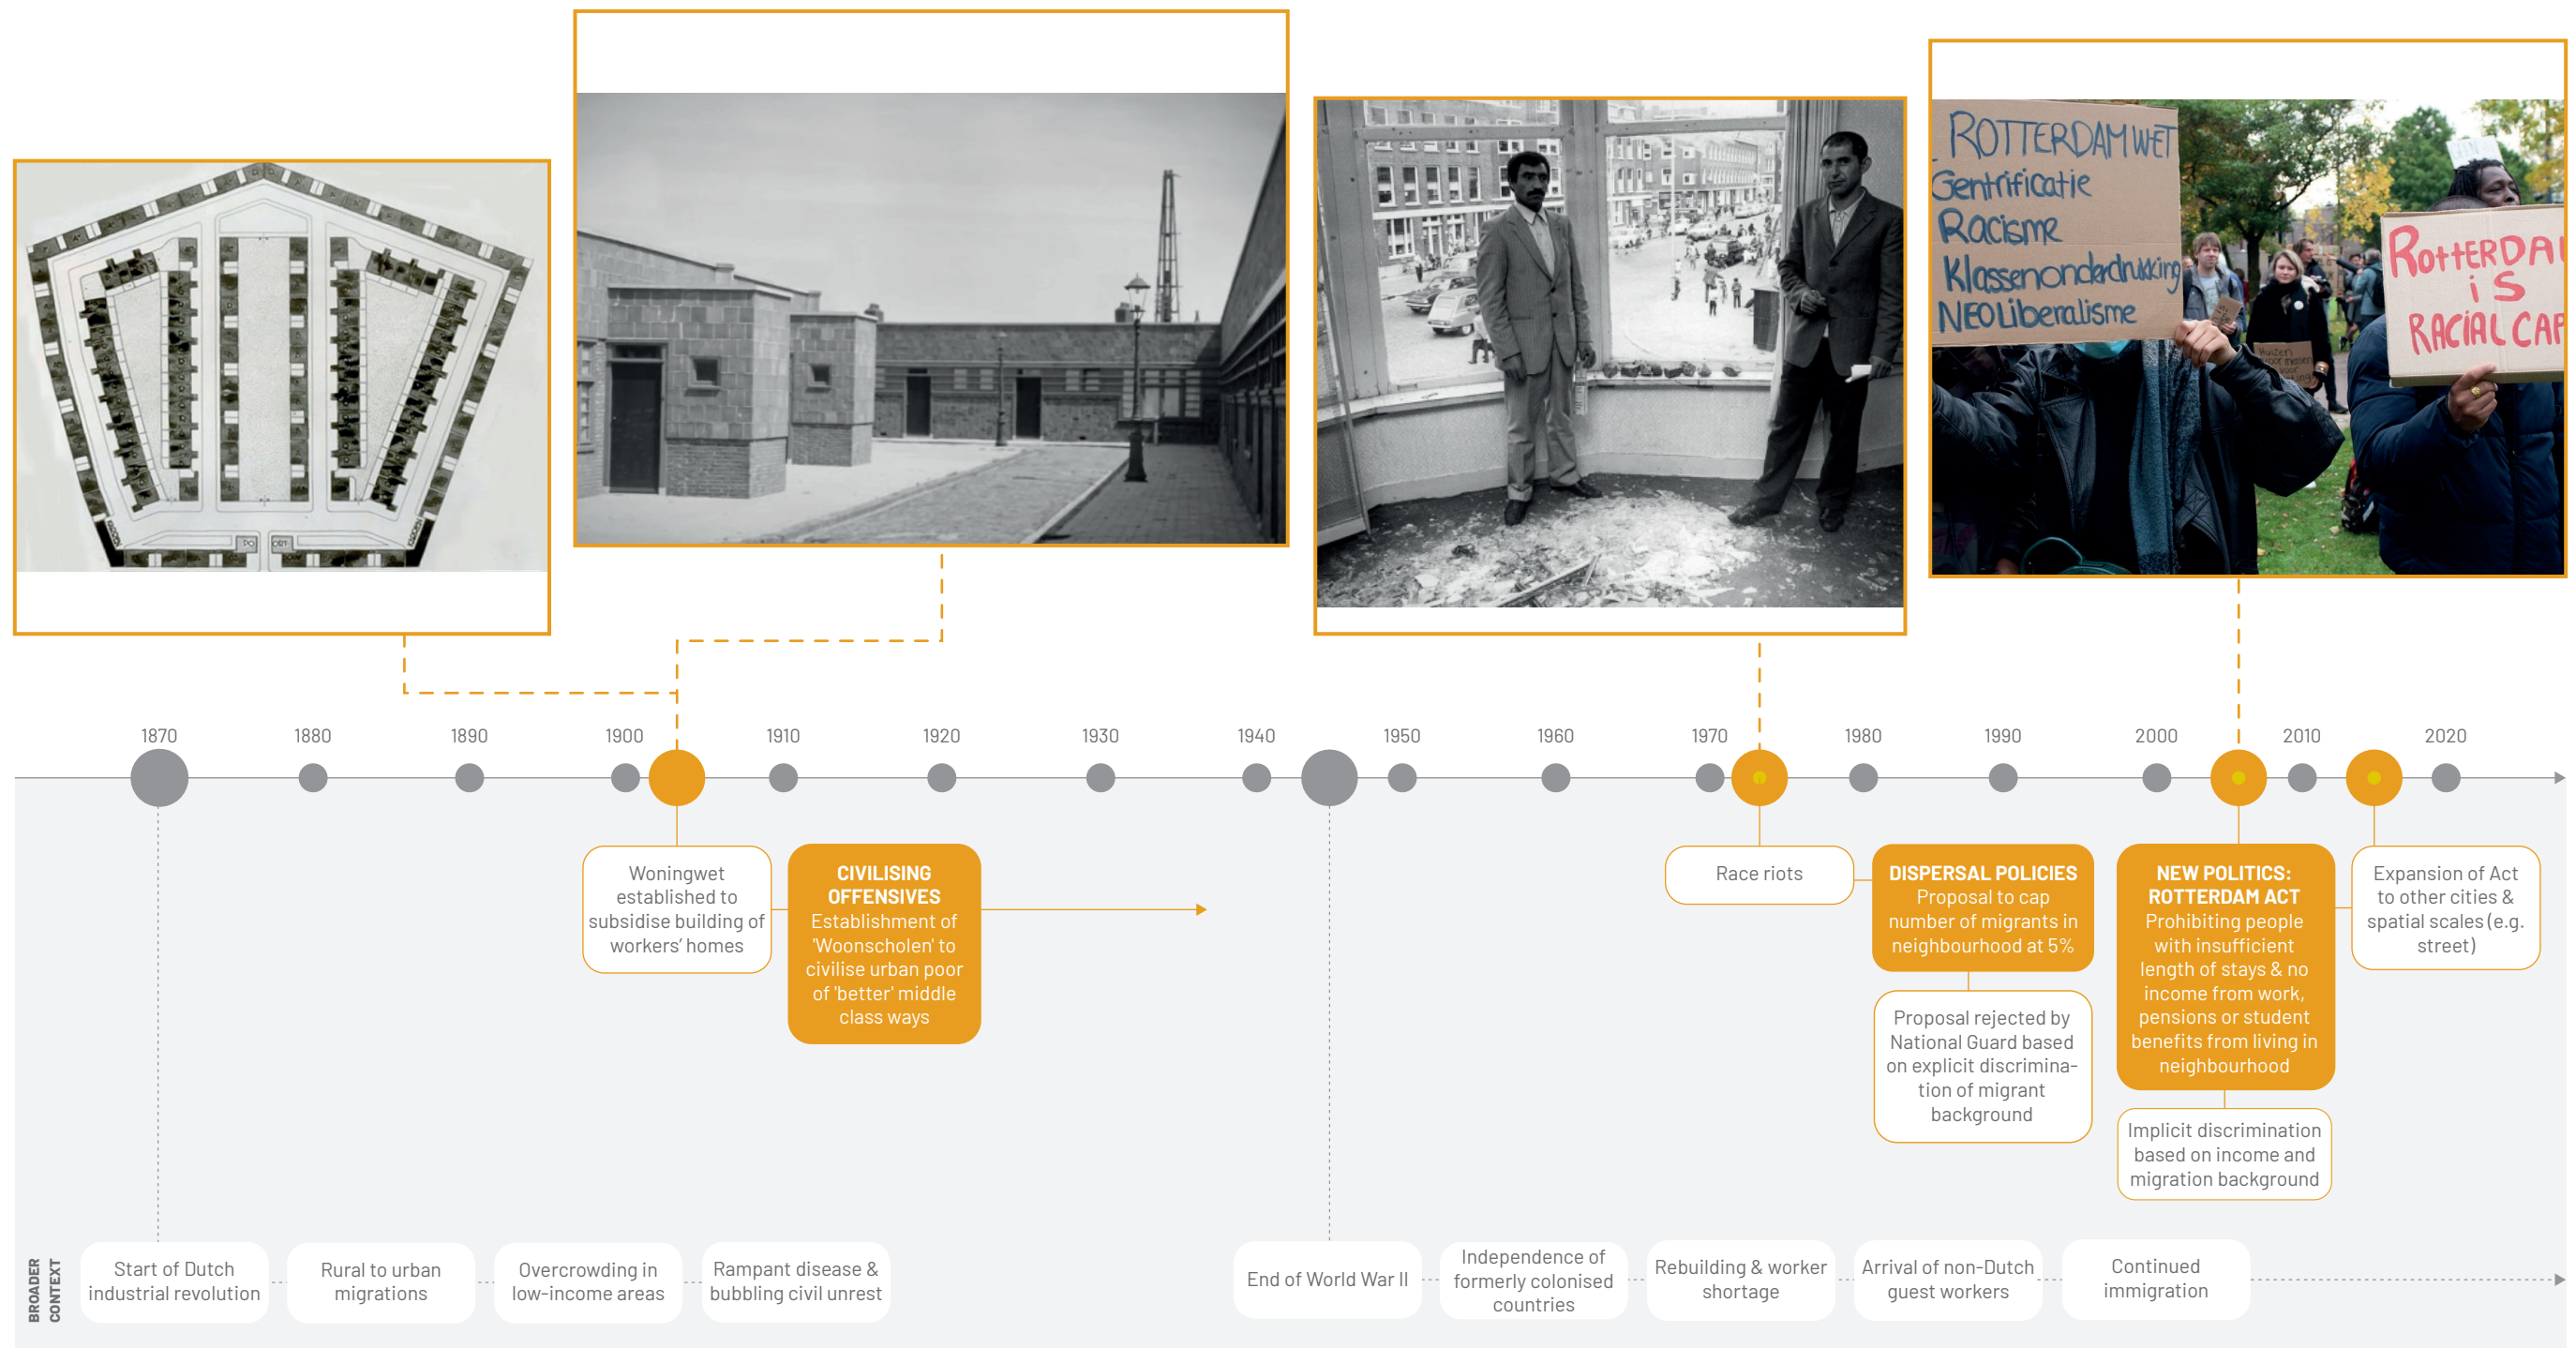 ROTTERDAMWET
Gentrificatie
Racisme
Klassenonderdrukking
NEOLiberalisme
Huizen
voor mensen
ROTTERDA
iS
RACIAL CAP
PO
ORT
1870
1880
1890
1900
1910
1920
1930
1940
1950
1960
1970
1980
1990
2000
2010
2020
Woningwet
established to
subsidise building of
workers’ homes
CIVILISING
OFFENSIVES
Establishment of
'Woonscholen' to
civilise urban poor
of 'better' middle
class ways
Race riots
DISPERSAL POLICIES
Proposal to cap
number of migrants in
neighbourhood at 5%
Proposal rejected by
National Guard based
on explicit discrimina-
tion of migrant
background
NEW POLITICS:
ROTTERDAM ACT
Prohibiting people
with insufficient
length of stays & no
income from work,
pensions or student
benefits from living in
neighbourhood
Implicit discrimination
based on income and
migration background
Expansion of Act
to other cities &
spatial scales (e.g.
street)
BROADER
CONTEXT
Start of Dutch
industrial revolution
Rural to urban
migrations
Overcrowding in
low-income areas
Rampant disease &
bubbling civil unrest
End of World War II
Independence of
formerly colonised
countries
Rebuilding & worker
shortage
Arrival of non-Dutch
guest workers
Continued
immigration